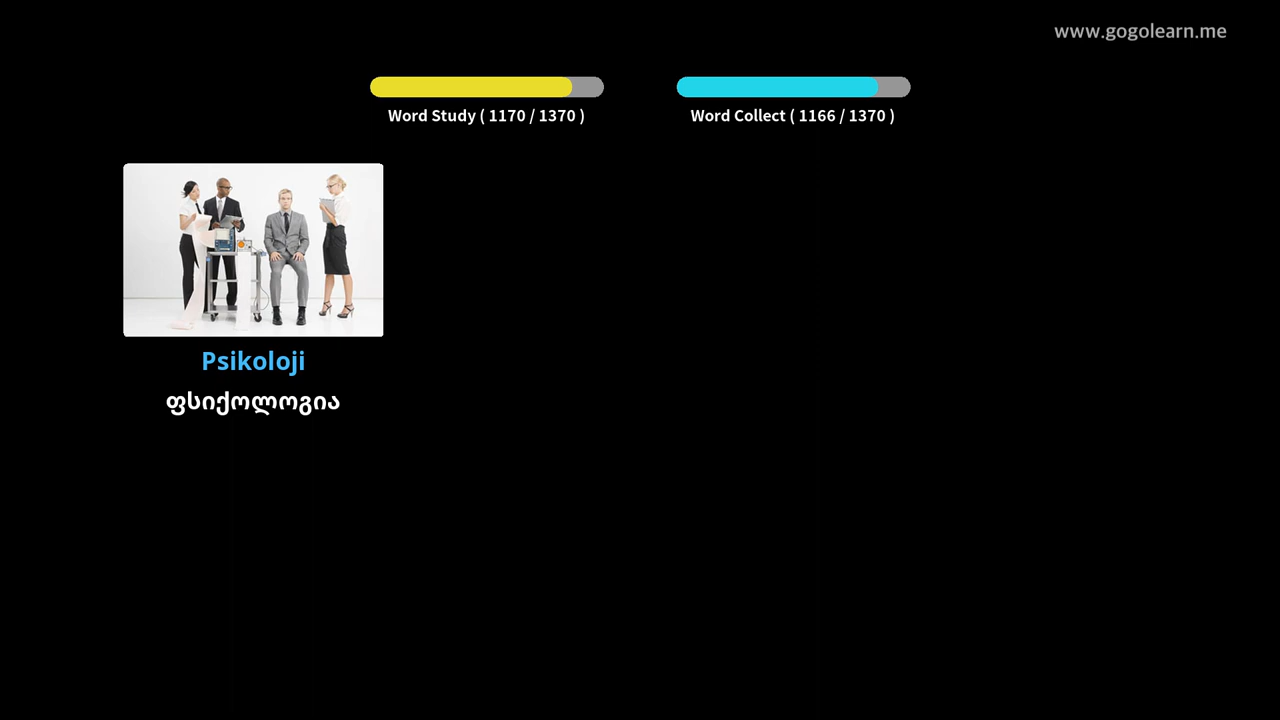 www.gogolearn.me
Word Study ( 1170 / 1370 )
Word Collect ( 1166 / 1370 )
Psikoloji
ფსიქოლოგია